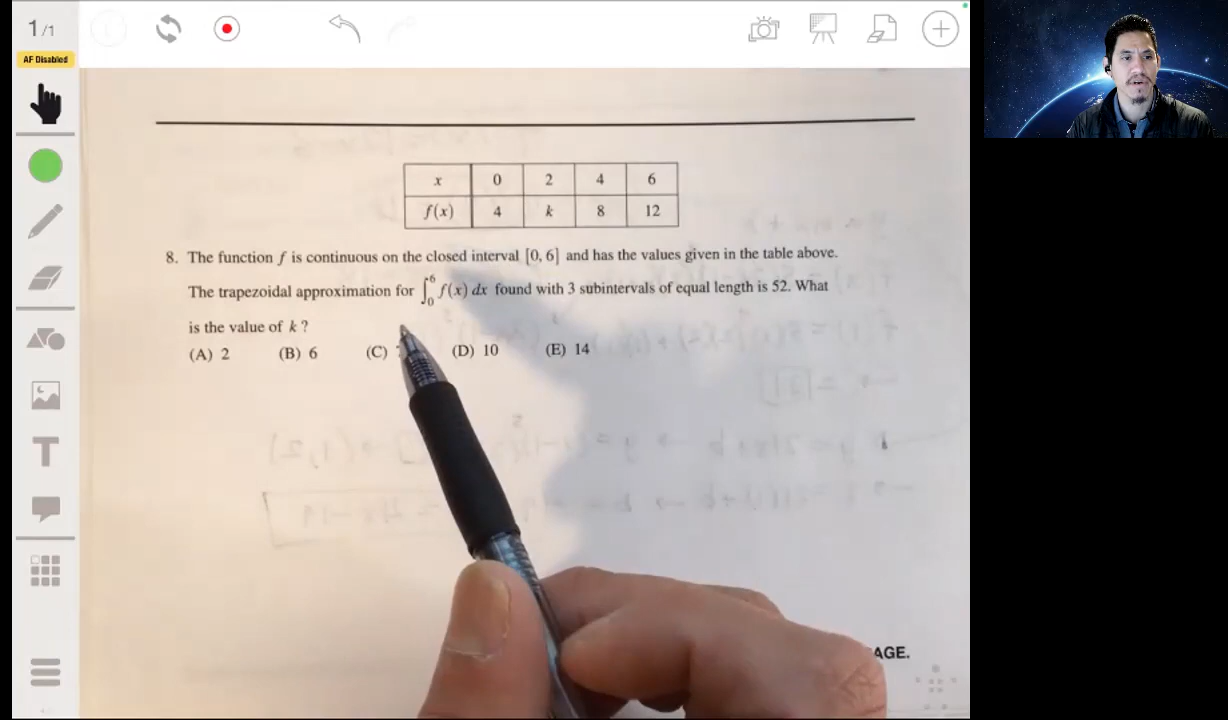 1/1
AF Disabled
x 0 2 4 6
f(x) 4 k 8 12
8. The function f is continuous on the closed interval [0, 6] and has the values given in the table above.
The trapezoidal approximation for ∫₀⁶ f(x) dx found with 3 subintervals of equal length is 52. What
is the value of k ?
(A) 2 (B) 6 (C) (D) 10 (E) 14
AGE.
T